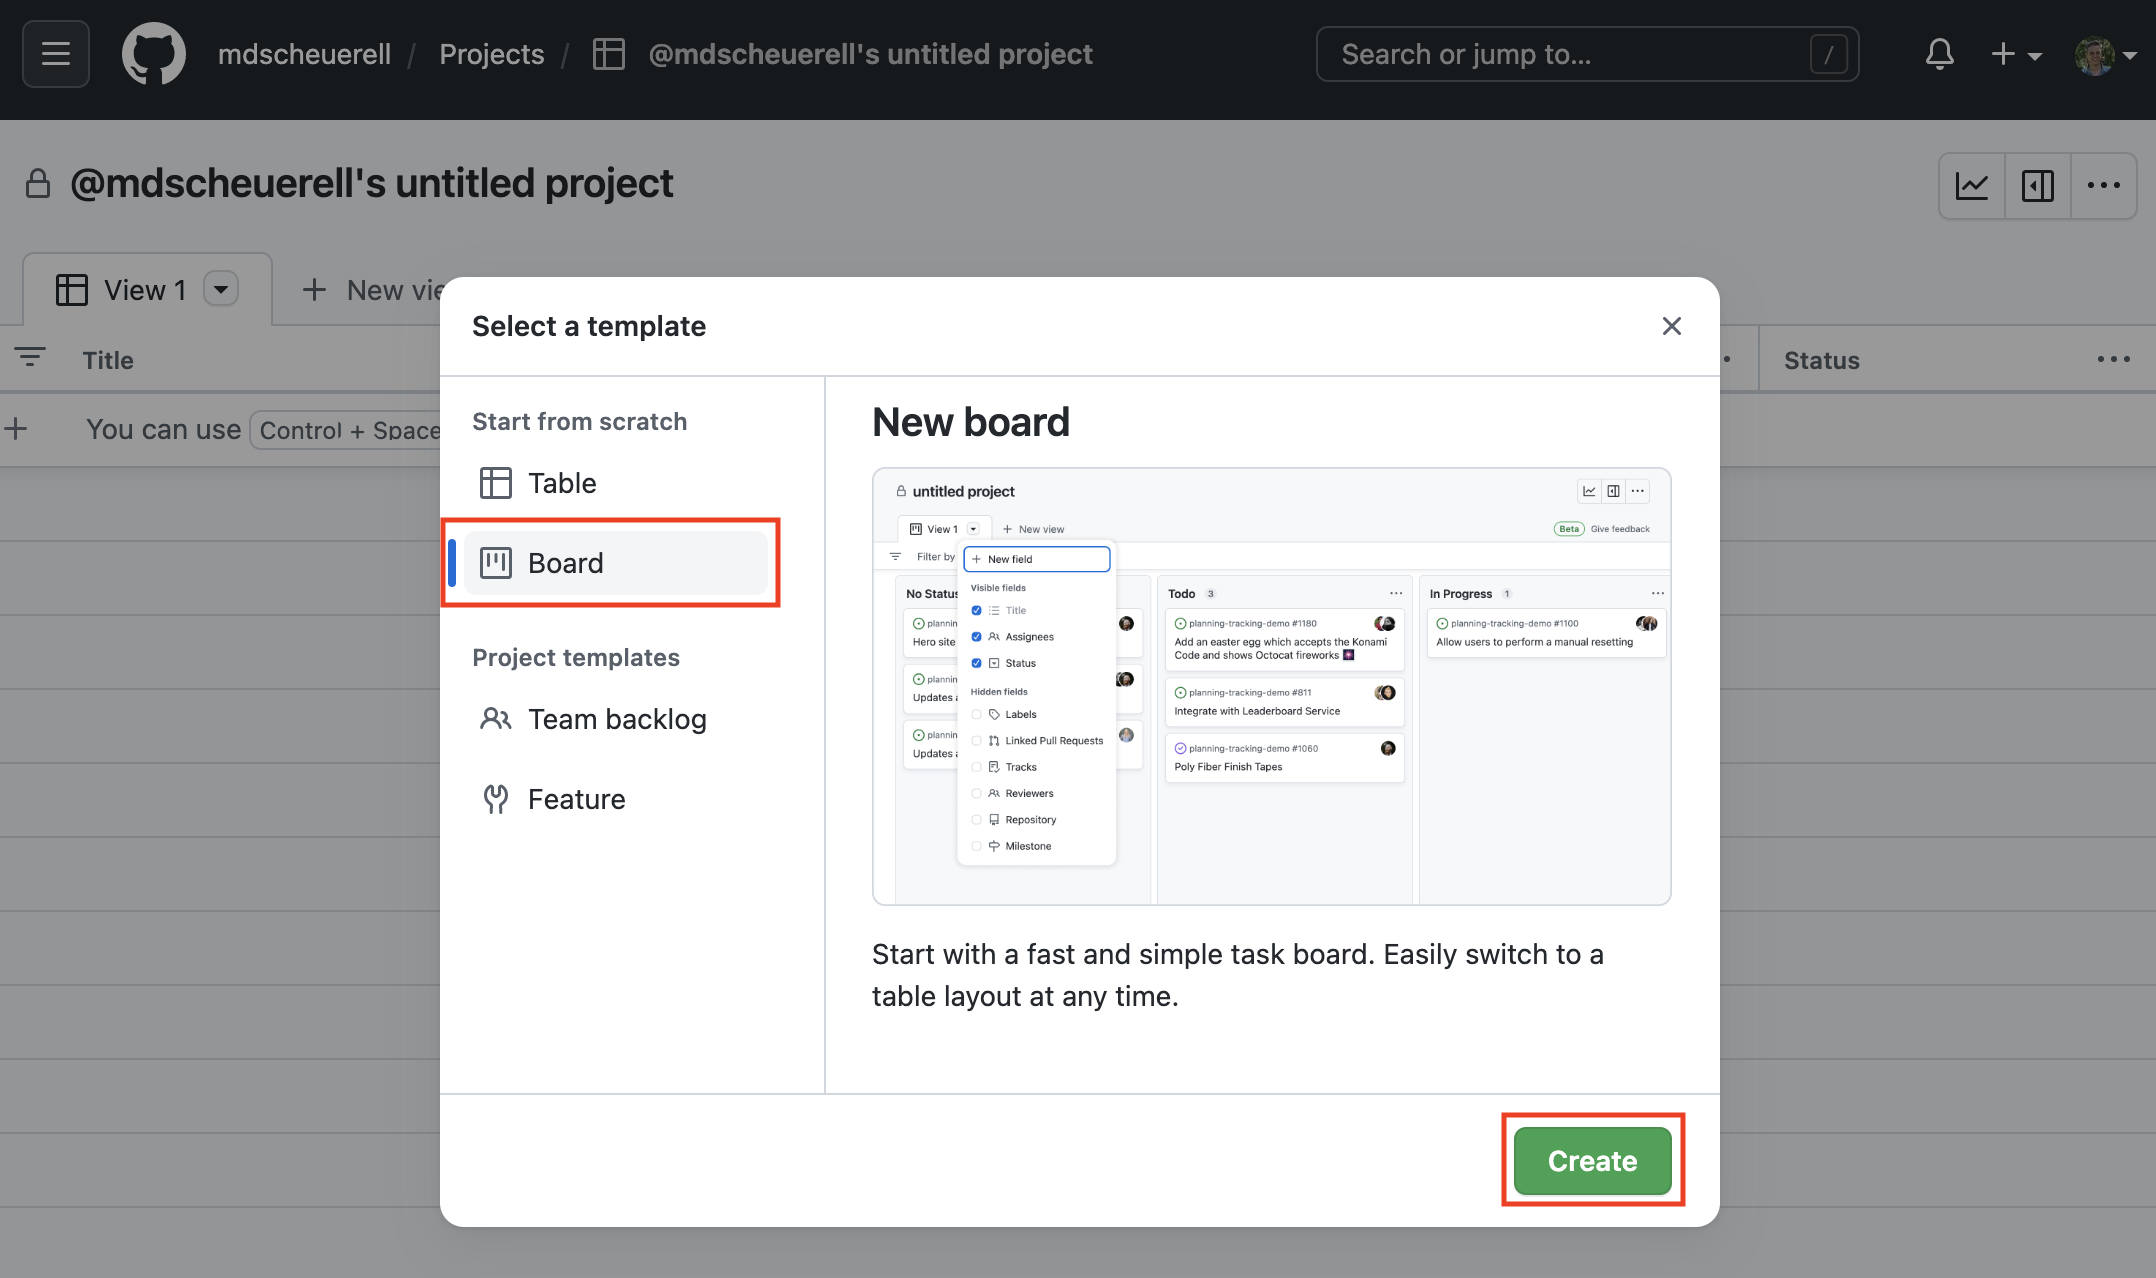 mdscheuerell / Projects / @mdscheuerell's untitled project
Search or jump to... /
@mdscheuerell's untitled project
View 1
+ New vie
Title
Status
You can use Control + Space
Select a template
Start from scratch
Table
Board
Project templates
Team backlog
Feature
New board
untitled project
View 1
+ New view
Beta Give feedback
Filter by
+ New field
Visible fields
Title
Assignees
Status
Hidden fields
Labels
Linked Pull Requests
Tracks
Reviewers
Repository
Milestone
No Status
plannin
Hero site
plannin
Updates a
plannin
Updates a
Todo 3
planning-tracking-demo #1180
Add an easter egg which accepts the Konami
Code and shows Octocat fireworks
planning-tracking-demo #811
Integrate with Leaderboard Service
planning-tracking-demo #1060
Poly Fiber Finish Tapes
In Progress 1
planning-tracking-demo #1100
Allow users to perform a manual resetting
Start with a fast and simple task board. Easily switch to a
table layout at any time.
Create